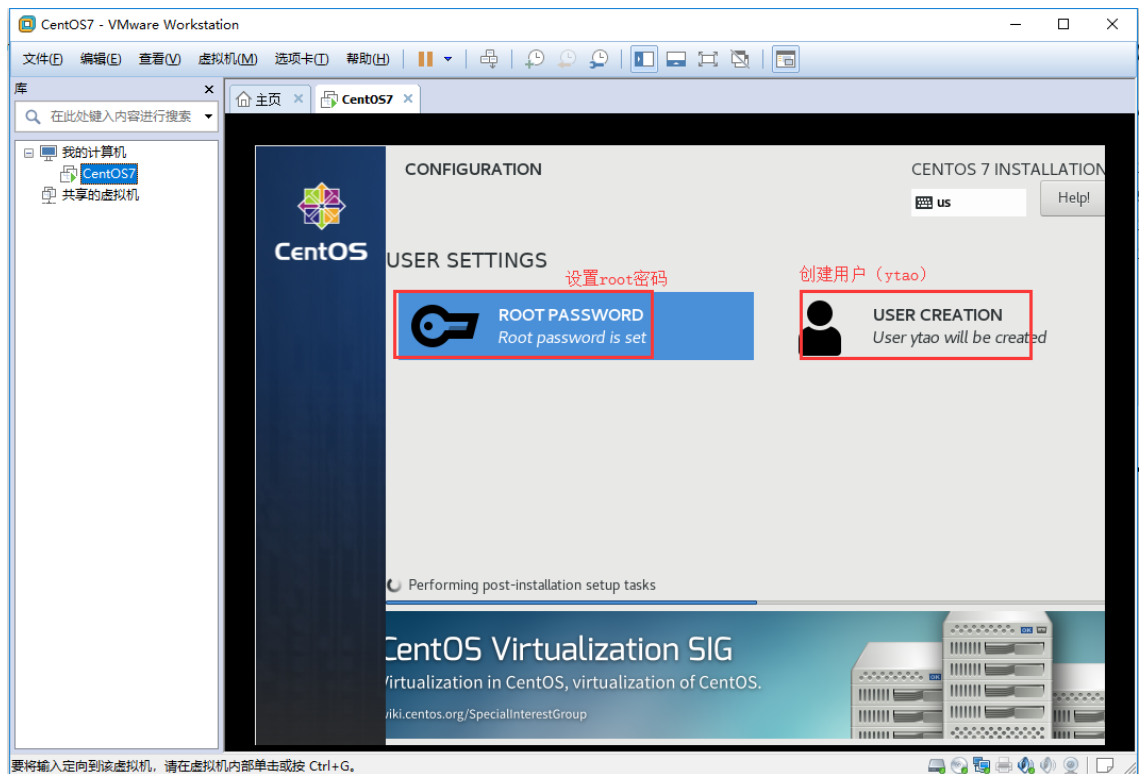 CentOS7 - VMware Workstation
文件(F) 编辑(E) 查看(V) 虚拟机(M) 选项卡(T) 帮助(H)
库
在此处键入内容进行搜索
我的计算机
CentOS7
共享的虚拟机
主页
CentOS7
CentOS
CONFIGURATION
CENTOS 7 INSTALLATION
us
Help!
USER SETTINGS
设置root密码
创建用户（ytao）
ROOT PASSWORD
Root password is set
USER CREATION
User ytao will be created
Performing post-installation setup tasks
CentOS Virtualization SIG
Virtualization in CentOS, virtualization of CentOS.
wiki.centos.org/SpecialInterestGroup
要将输入定向到该虚拟机，请在虚拟机内部单击或按 Ctrl+G。